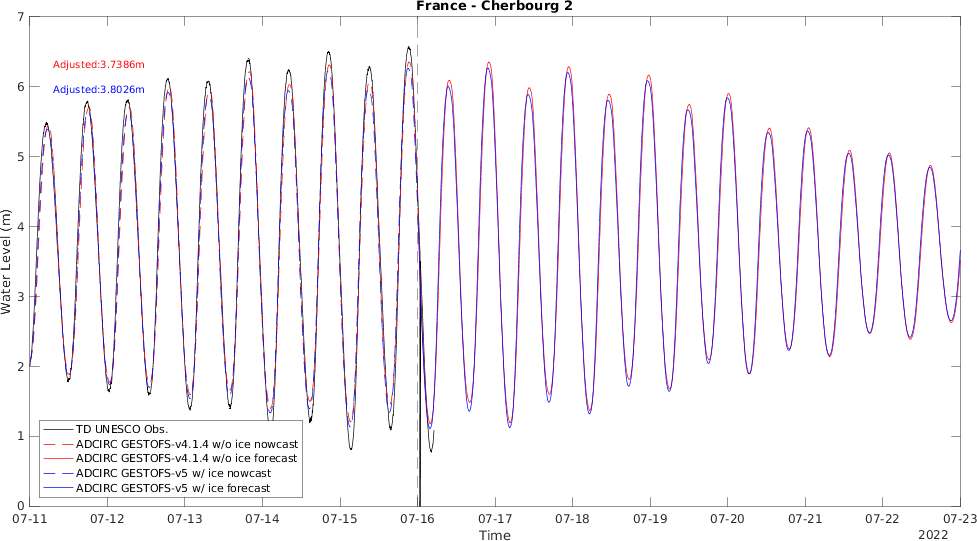 France - Cherbourg 2
7
6
5
4
3
2
1
0
Water Level (m)
Adjusted:3.7386m
Adjusted:3.8026m
TD UNESCO Obs.
ADCIRC GESTOFS-v4.1.4 w/o ice nowcast
ADCIRC GESTOFS-v4.1.4 w/o ice forecast
ADCIRC GESTOFS-v5 w/ ice nowcast
ADCIRC GESTOFS-v5 w/ ice forecast
07-11 07-12 07-13 07-14 07-15 07-16 07-17 07-18 07-19 07-20 07-21 07-22 07-23
Time
2022